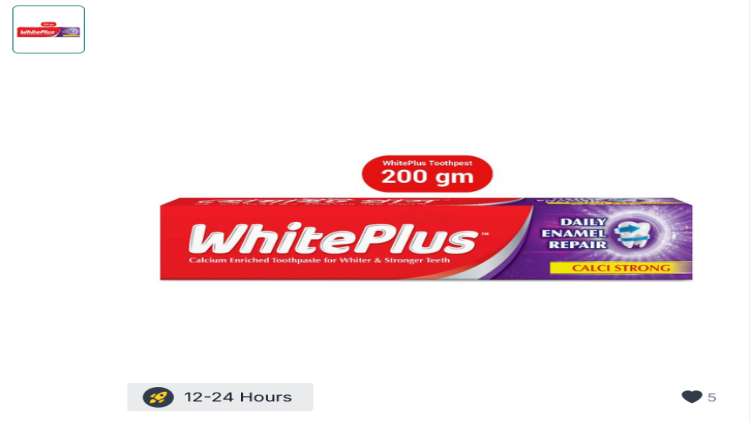 WhitePlus
WhitePlus Toothpest
200 gm
WhitePlus™
Calcium Enriched Toothpaste for Whiter & Stronger Teeth
DAILY
ENAMEL
REPAIR
CALCI STRONG
12-24 Hours
5